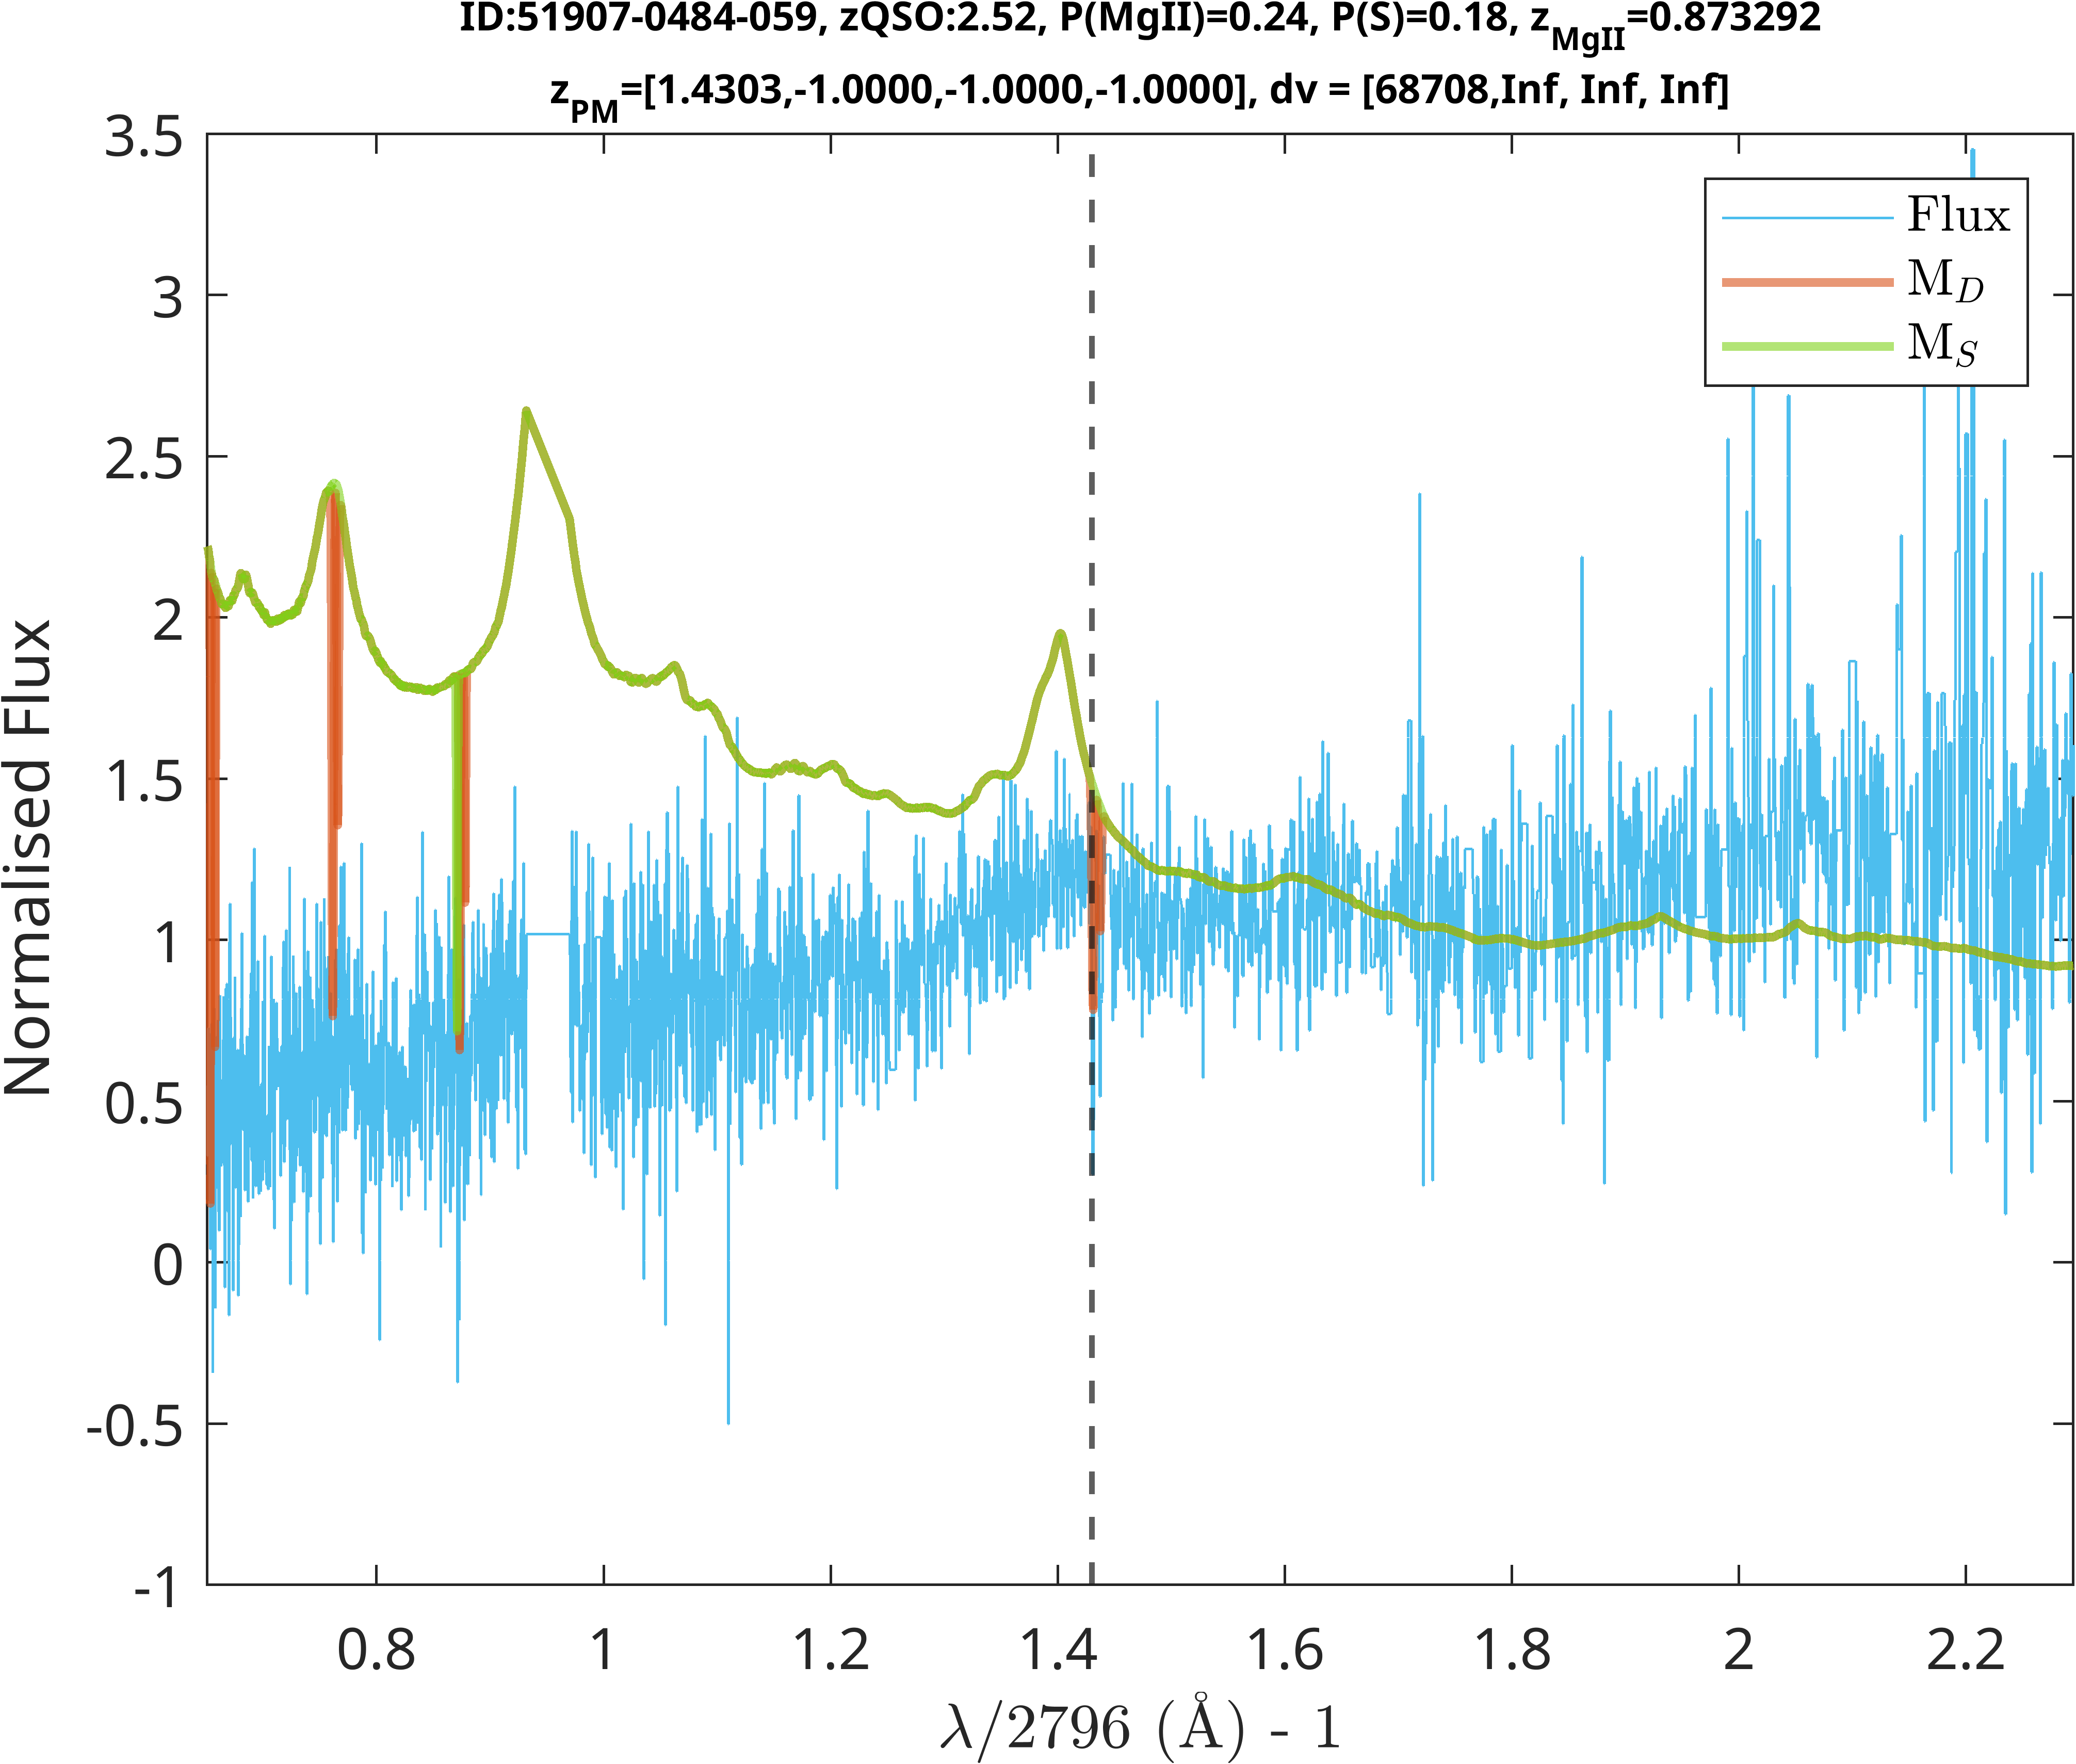 ID:51907-0484-059, zQSO:2.52, P(MgII)=0.24, P(S)=0.18, zMgII=0.873292
zPM=[1.4303,-1.0000,-1.0000,-1.0000], dv = [68708,Inf, Inf, Inf]
3.5
3
2.5
2
1.5
1
0.5
0
-0.5
-1
Normalised Flux
Flux
MD
MS
0.8 1 1.2 1.4 1.6 1.8 2 2.2
λ/2796 (Å) - 1